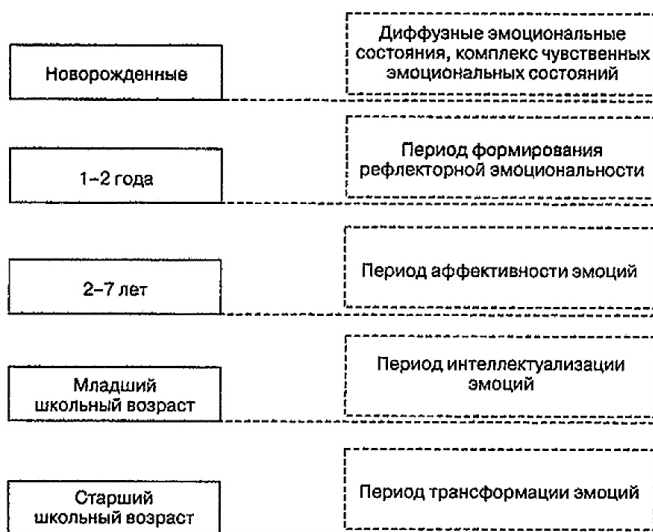 Новорожденные
Диффузные эмоциональные
состояния, комплекс чувственных
эмоциональных состояний
1–2 года
Период формирования
рефлекторной эмоциональности
2–7 лет
Период аффективности эмоций
Младший
школьный возраст
Период интеллектуализации
эмоций
Старший
школьный возраст
Период трансформации эмоций